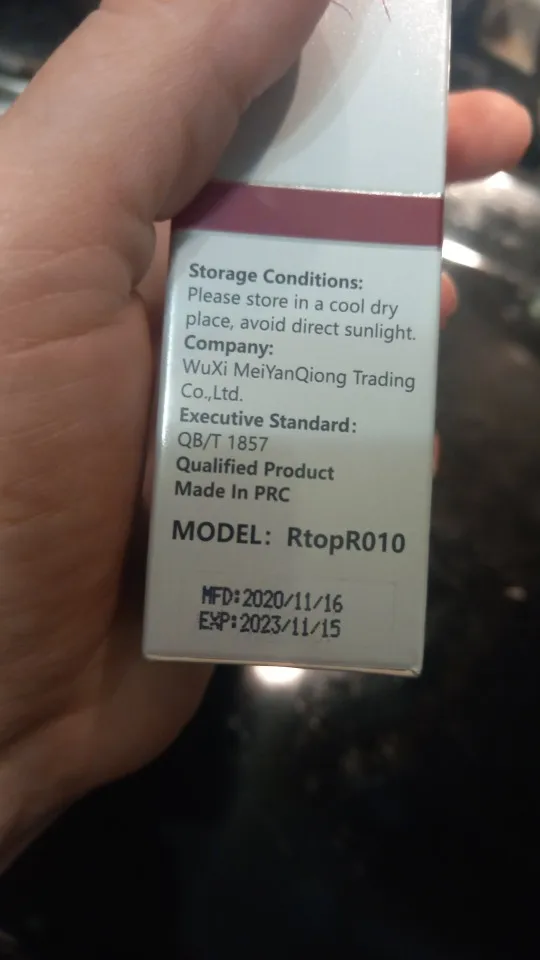 Storage Conditions:
Please store in a cool dry
place, avoid direct sunlight.
Company:
WuXi MeiYanQiong Trading
Co.,Ltd.
Executive Standard:
QB/T 1857
Qualified Product
Made In PRC
MODEL: RtopR010
MFD:2020/11/16
EXP:2023/11/15